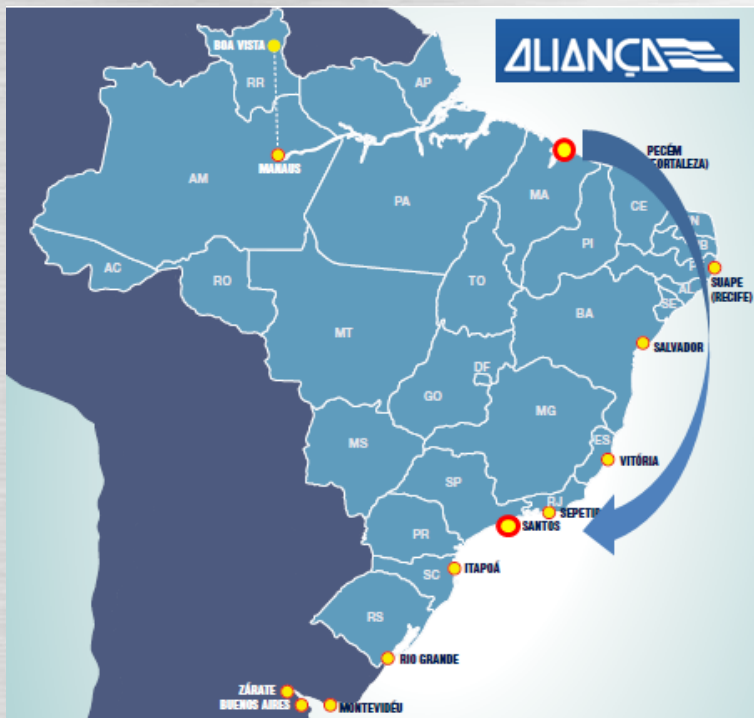 ALIANÇA
BOA VISTA
RR
AP
MANAUS
AM
PA
MA
PECÉM
CE
PI
AC
RO
TO
AL
SE
SUAPE
(RECIFE)
BA
MT
SALVADOR
DF
GO
MG
MS
ES
VITÓRIA
SP
RJ
SANTOS
PR
SC
ITAPOÁ
RS
RIO GRANDE
ZÁRATE
BUENOS AIRES
MONTEVIDÉU